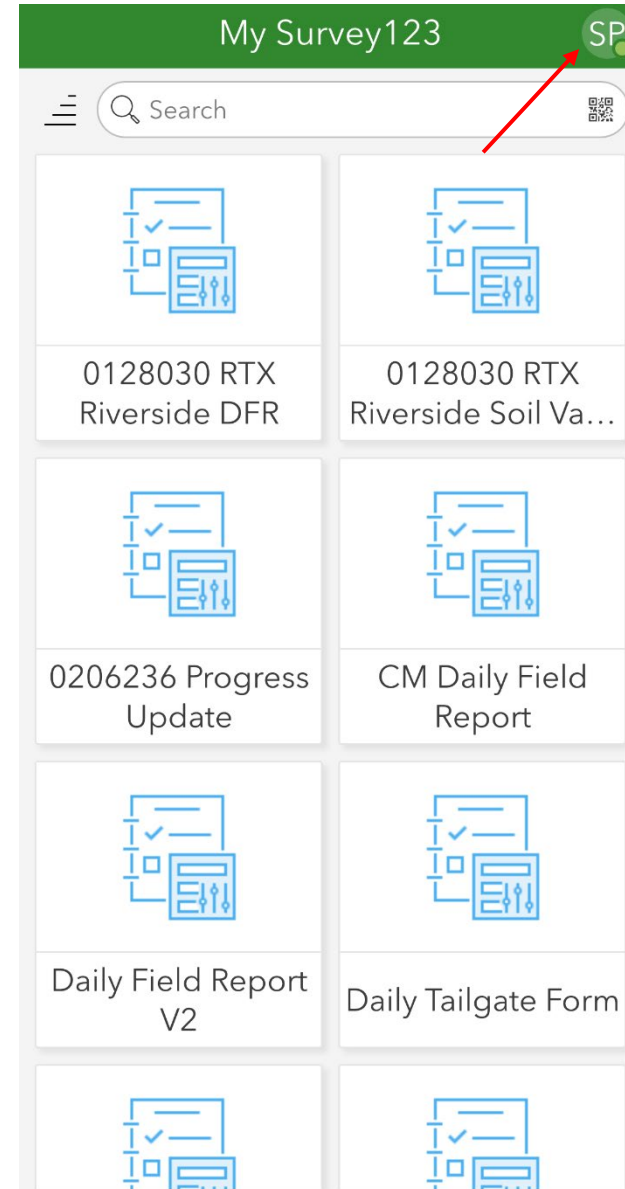 My Survey123
SP
Search
0128030 RTX
Riverside DFR
0128030 RTX
Riverside Soil Va...
0206236 Progress
Update
CM Daily Field
Report
Daily Field Report
V2
Daily Tailgate Form